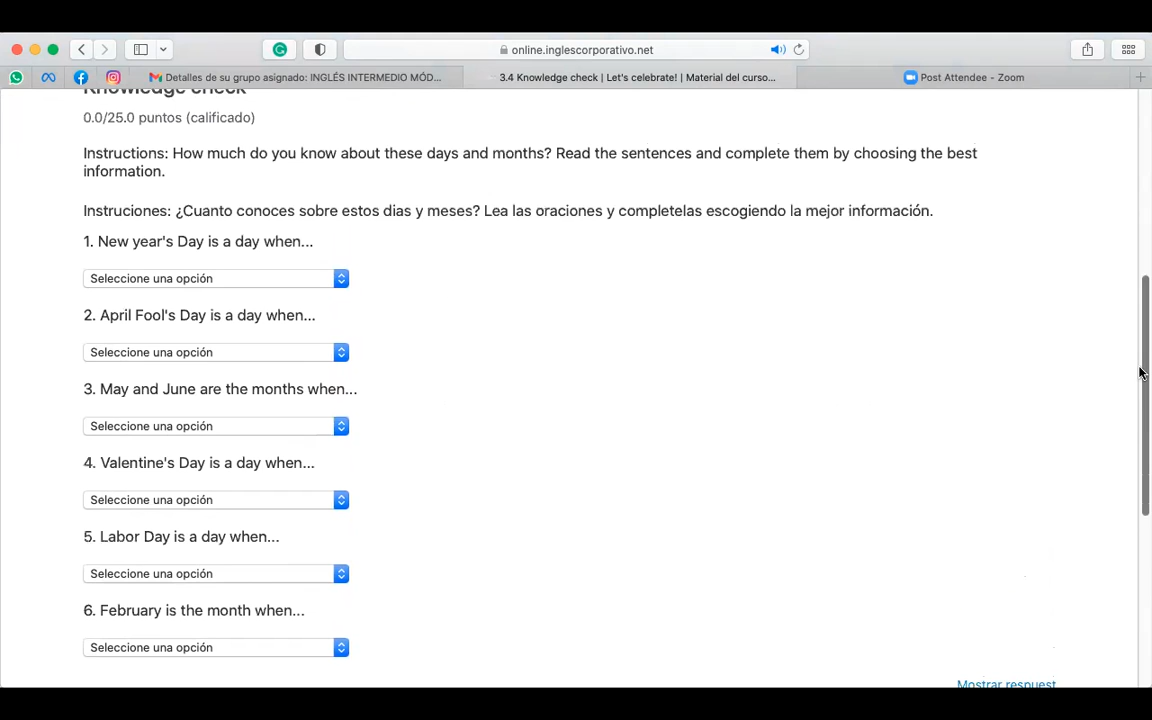 online.inglescorporativo.net
Detalles de su grupo asignado: INGLÉS INTERMEDIO MÓD...
3.4 Knowledge check | Let's celebrate! | Material del curso...
Post Attendee - Zoom
Knowledge check
0.0/25.0 puntos (calificado)
Instructions: How much do you know about these days and months? Read the sentences and complete them by choosing the best
information.
Instruciones: ¿Cuanto conoces sobre estos dias y meses? Lea las oraciones y completelas escogiendo la mejor información.
1. New year's Day is a day when...
Seleccione una opción
2. April Fool's Day is a day when...
Seleccione una opción
3. May and June are the months when...
Seleccione una opción
4. Valentine's Day is a day when...
Seleccione una opción
5. Labor Day is a day when...
Seleccione una opción
6. February is the month when...
Seleccione una opción
Mostrar respuest